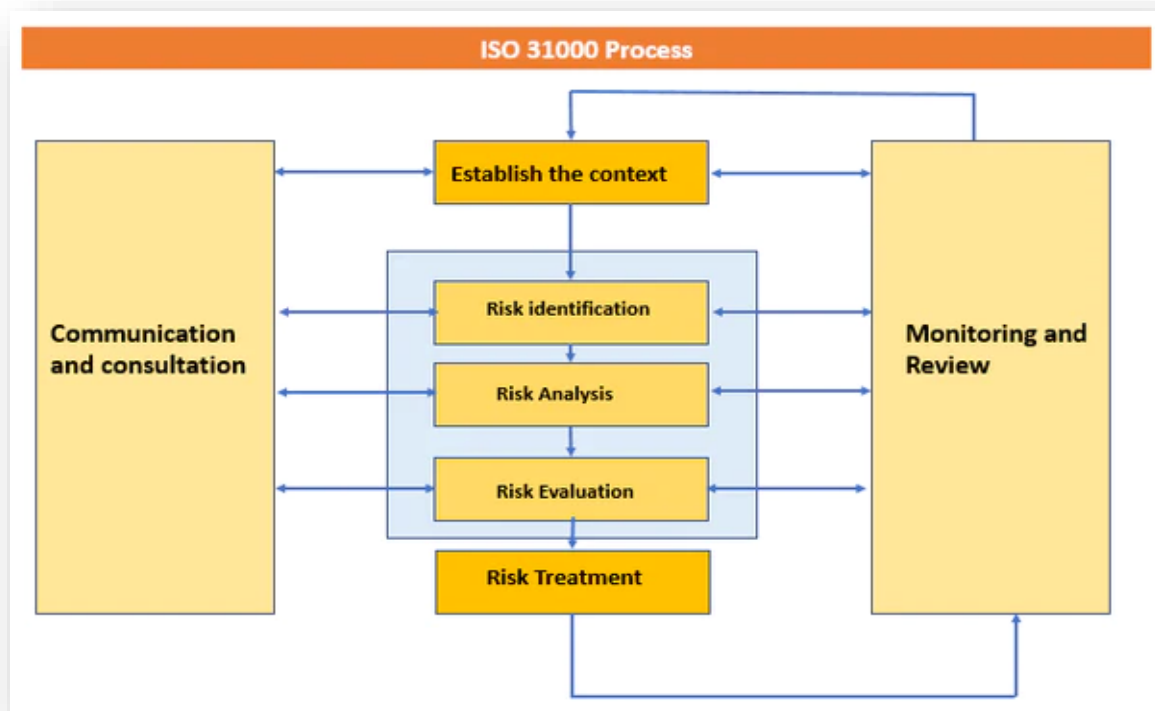 ISO 31000 Process
Establish the context
Communication
and consultation
Risk identification
Risk Analysis
Risk Evaluation
Risk Treatment
Monitoring and
Review